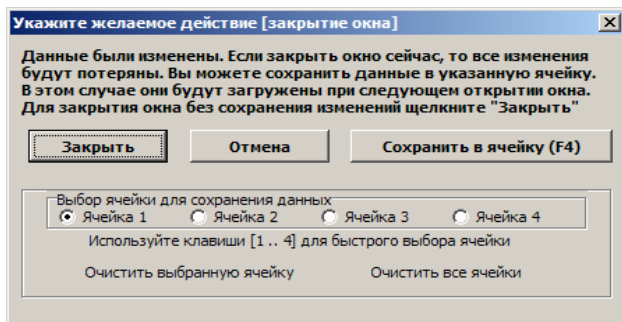 Укажите желаемое действие [закрытие окна]
Данные были изменены. Если закрыть окно сейчас, то все изменения
будут потеряны. Вы можете сохранить данные в указанную ячейку.
В этом случае они будут загружены при следующем открытии окна.
Для закрытия окна без сохранения изменений щелкните "Закрыть"
Закрыть Отмена Сохранить в ячейку (F4)
Выбор ячейки для сохранения данных
Ячейка 1 Ячейка 2 Ячейка 3 Ячейка 4
Используйте клавиши [1 .. 4] для быстрого выбора ячейки
Очистить выбранную ячейку Очистить все ячейки